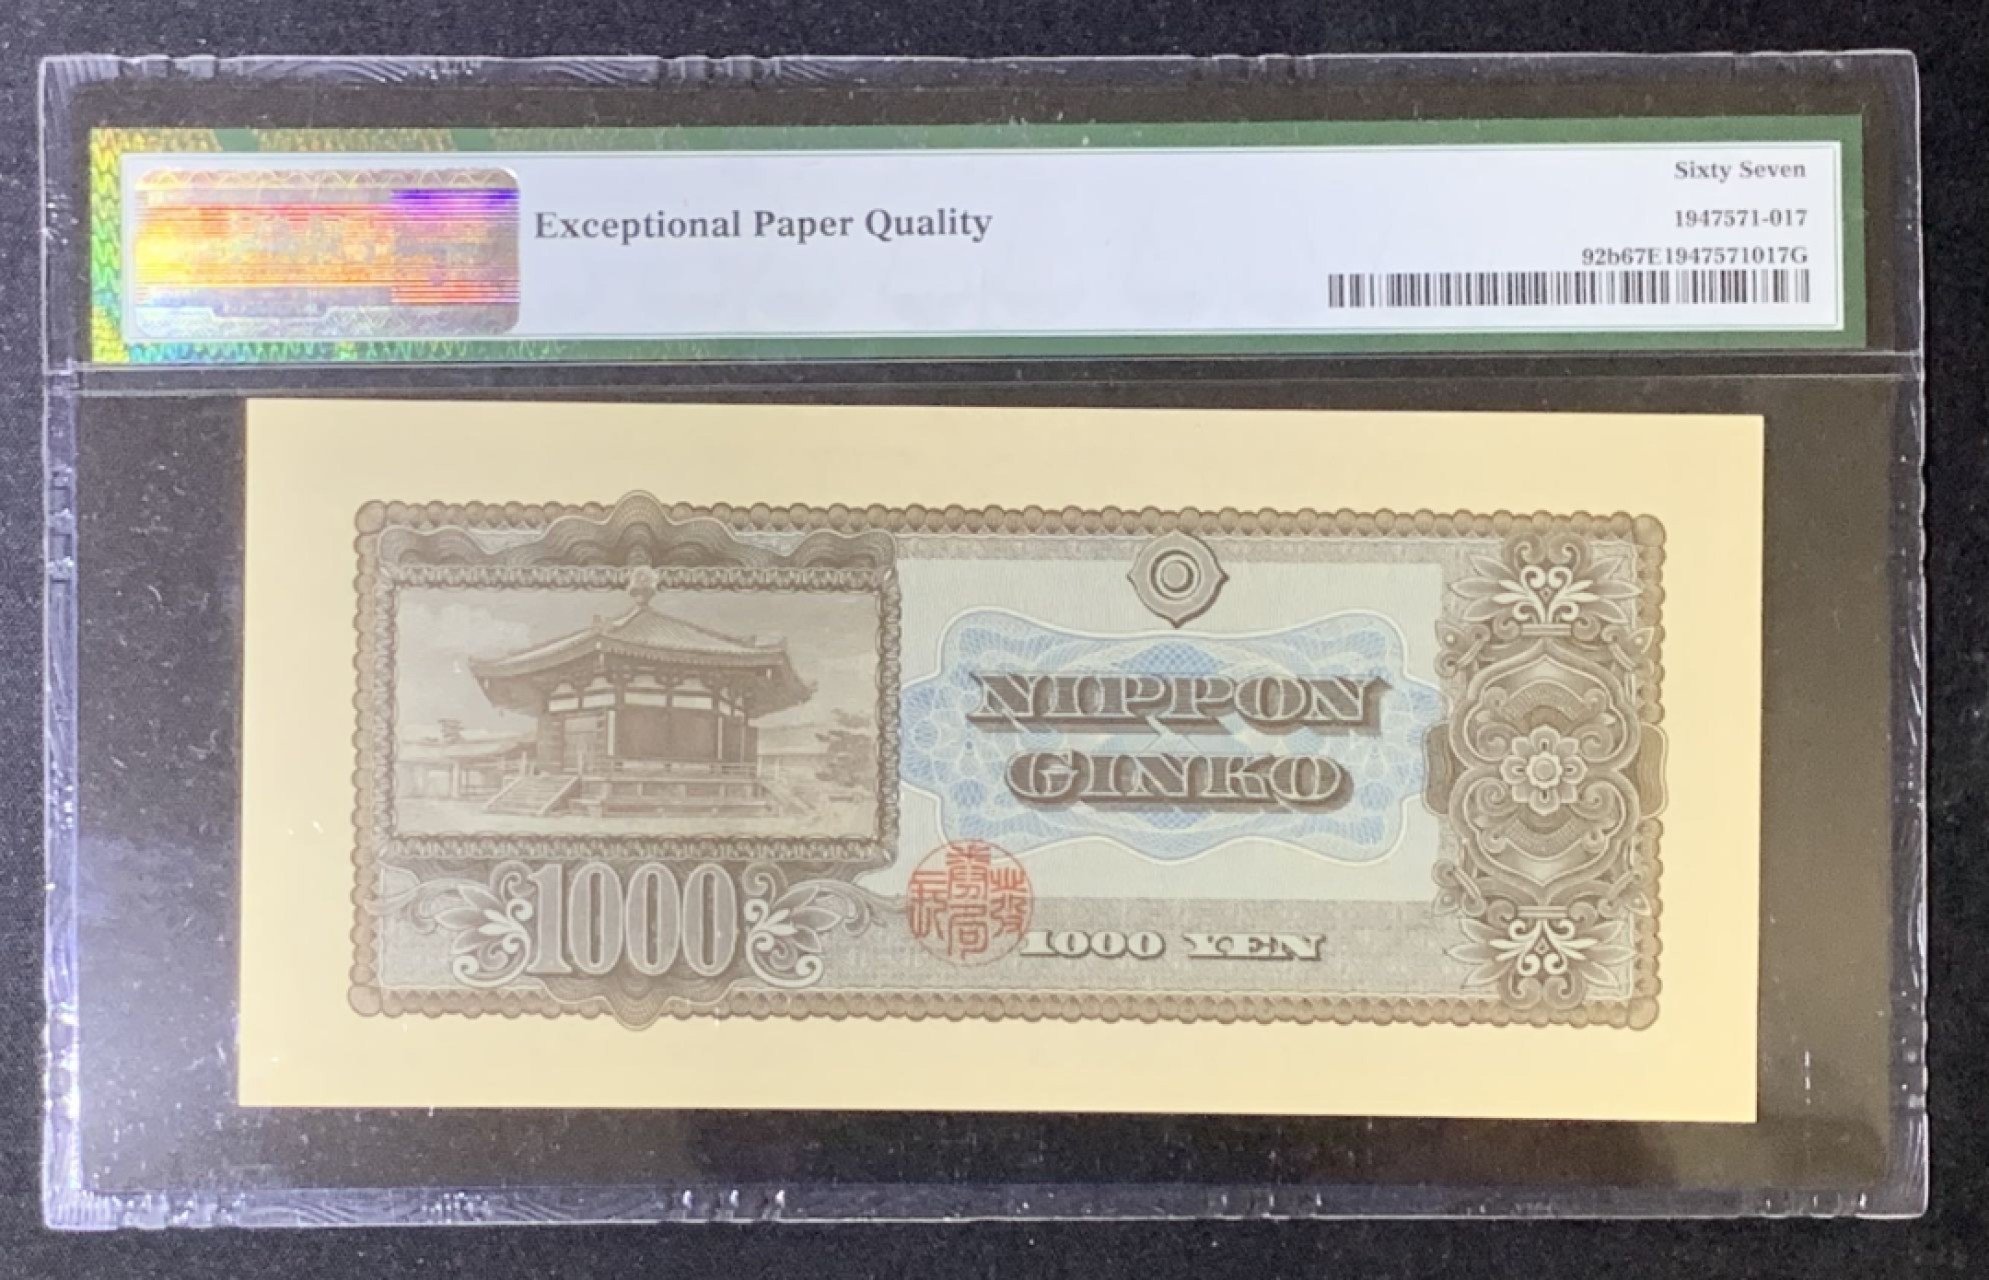 Sixty Seven
Exceptional Paper Quality
1947571-017
92b67E1947571017G
NIPPON
GINKO
1000
1000 YEN